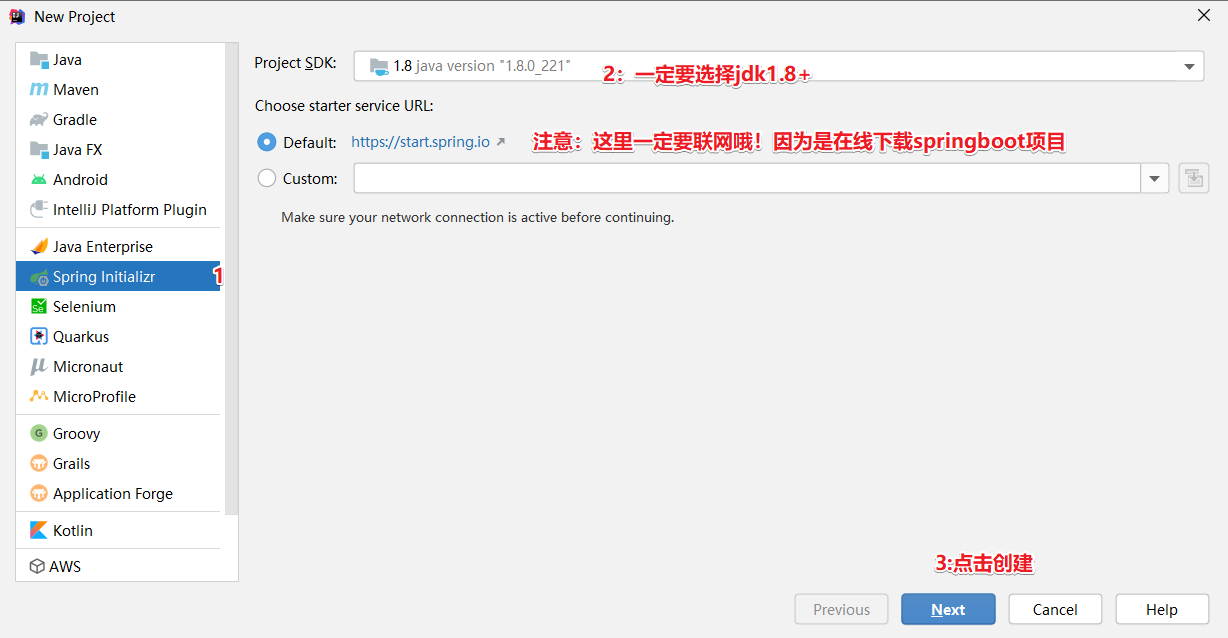 New Project
Java
Maven
Gradle
Java FX
Android
IntelliJ Platform Plugin
Java Enterprise
Spring Initializr 1
Selenium
Quarkus
Micronaut
MicroProfile
Groovy
Grails
Application Forge
Kotlin
AWS
Project SDK: 1.8 java version "1.8.0_221" 2：一定要选择jdk1.8+
Choose starter service URL:
Default: https://start.spring.io 注意：这里一定要联网哦！因为是在线下载springboot项目
Custom:
Make sure your network connection is active before continuing.
3:点击创建
Previous Next Cancel Help